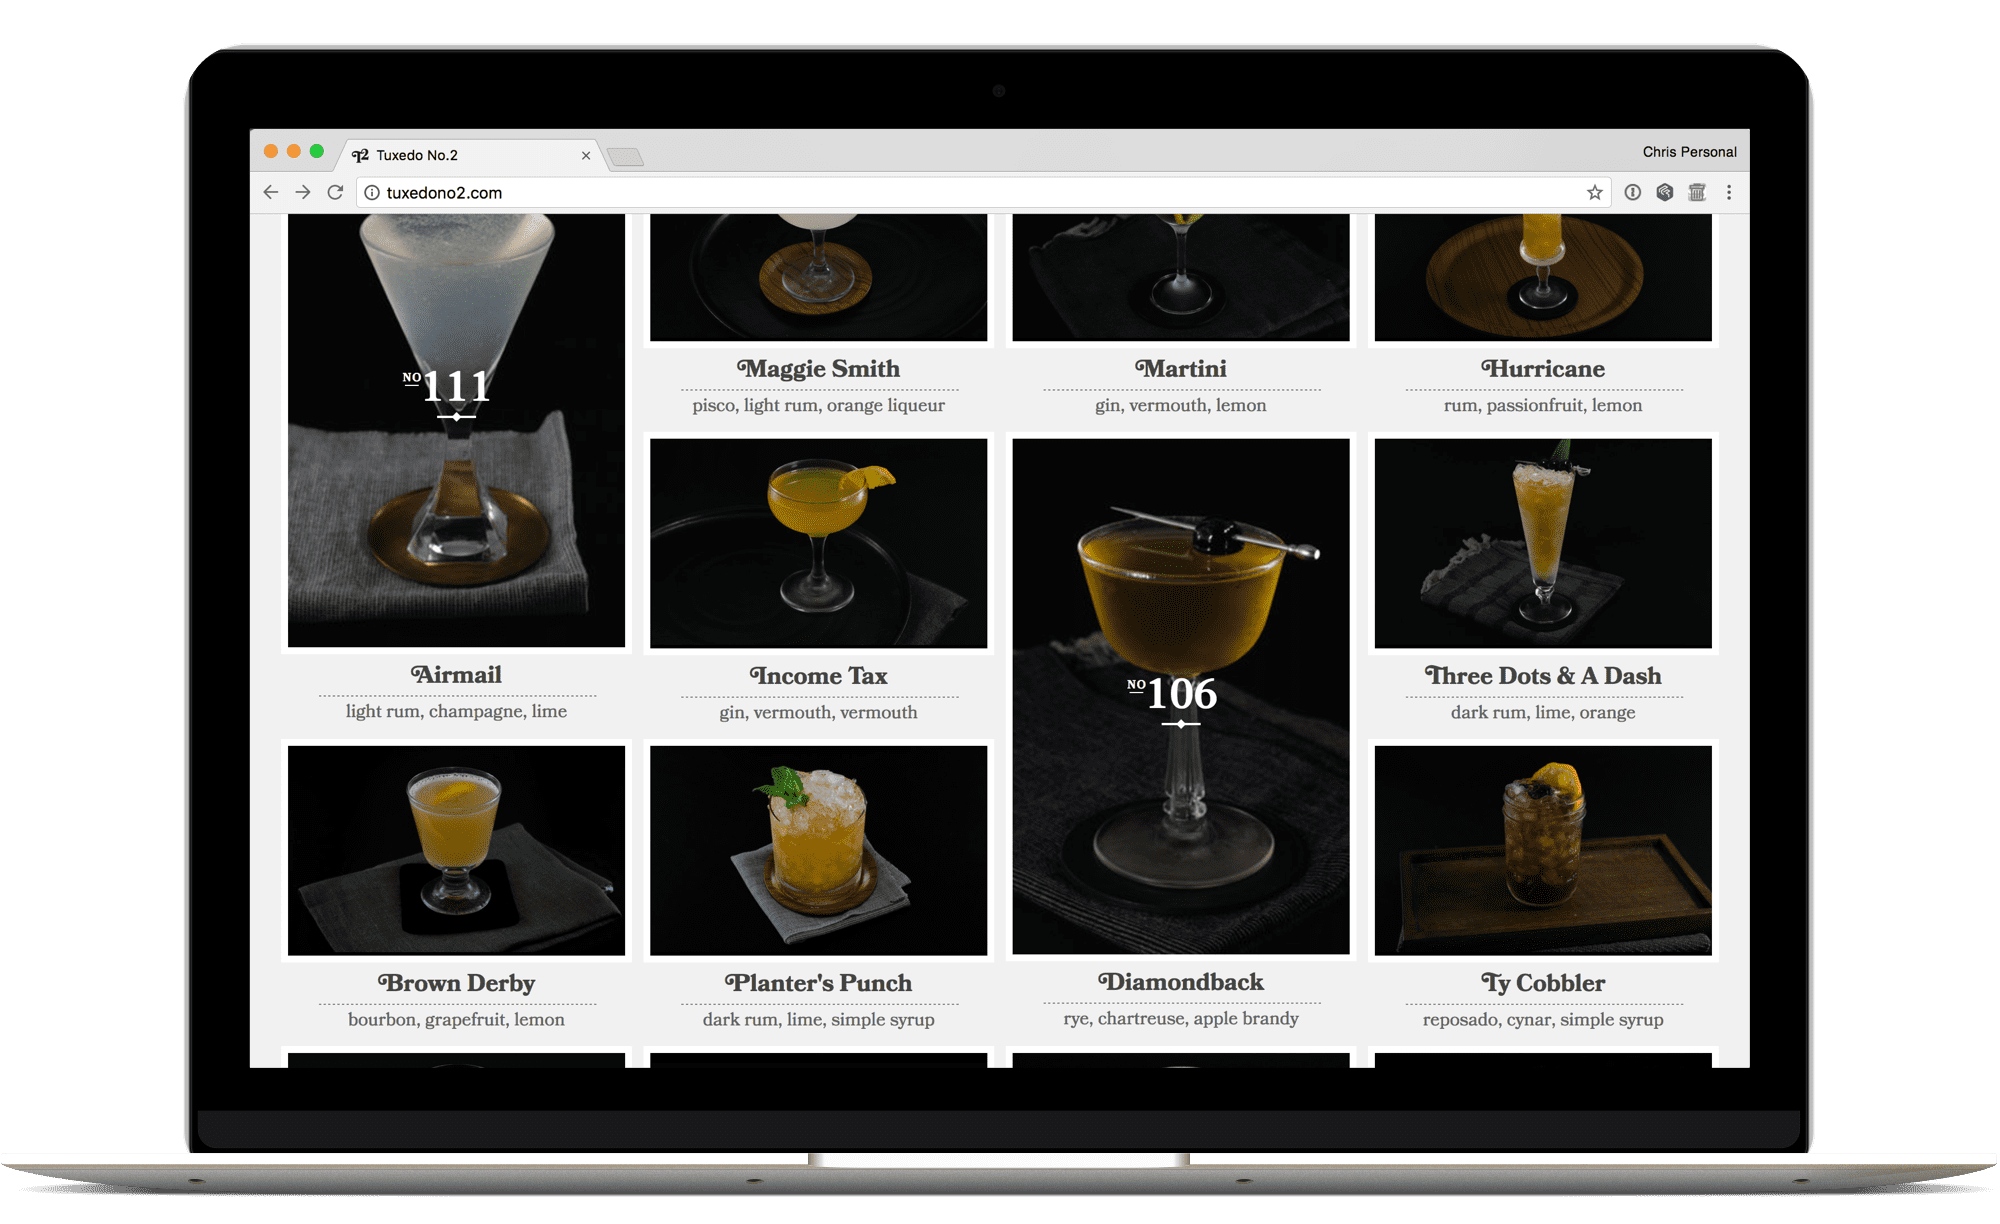 T2 Tuxedo No.2
Chris Personal
tuxedono2.com
NO 111
Maggie Smith
pisco, light rum, orange liqueur
Martini
gin, vermouth, lemon
Hurricane
rum, passionfruit, lemon
Airmail
light rum, champagne, lime
Income Tax
gin, vermouth, vermouth
NO 106
Three Dots & A Dash
dark rum, lime, orange
Brown Derby
bourbon, grapefruit, lemon
Planter's Punch
dark rum, lime, simple syrup
Diamondback
rye, chartreuse, apple brandy
Ty Cobbler
reposado, cynar, simple syrup